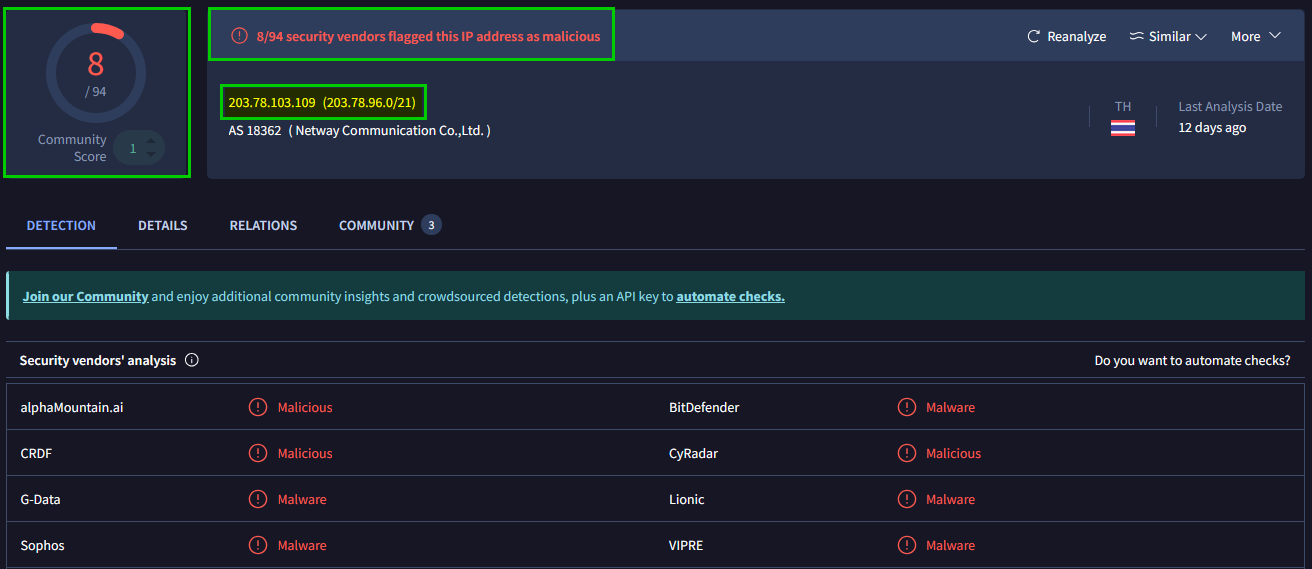 8
/ 94
Community
Score
1
8/94 security vendors flagged this IP address as malicious
Reanalyze Similar More
203.78.103.109 (203.78.96.0/21)
AS 18362 ( Netway Communication Co.,Ltd. )
TH
Last Analysis Date
12 days ago
DETECTION DETAILS RELATIONS COMMUNITY 3
Join our Community and enjoy additional community insights and crowdsourced detections, plus an API key to automate checks.
Security vendors' analysis Do you want to automate checks?
alphaMountain.ai Malicious BitDefender Malware
CRDF Malicious CyRadar Malicious
G-Data Malware Lionic Malware
Sophos Malware VIPRE Malware